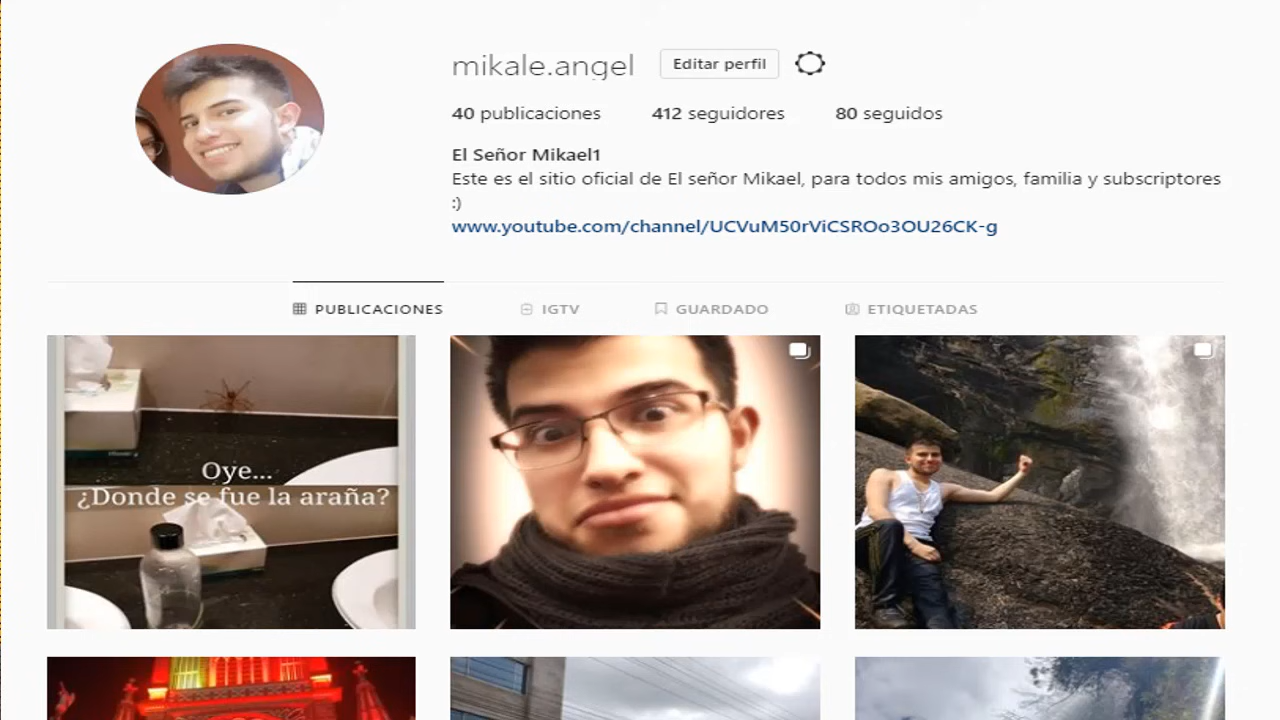 mikale.angel Editar perfil
40 publicaciones 412 seguidores 80 seguidos
El Señor Mikael1
Este es el sitio oficial de El señor Mikael, para todos mis amigos, familia y subscriptores
:)
www.youtube.com/channel/UCVuM50rViCSROo3OU26CK-g
PUBLICACIONES IGTV GUARDADO ETIQUETADAS
Oye...
¿Donde se fue la araña?